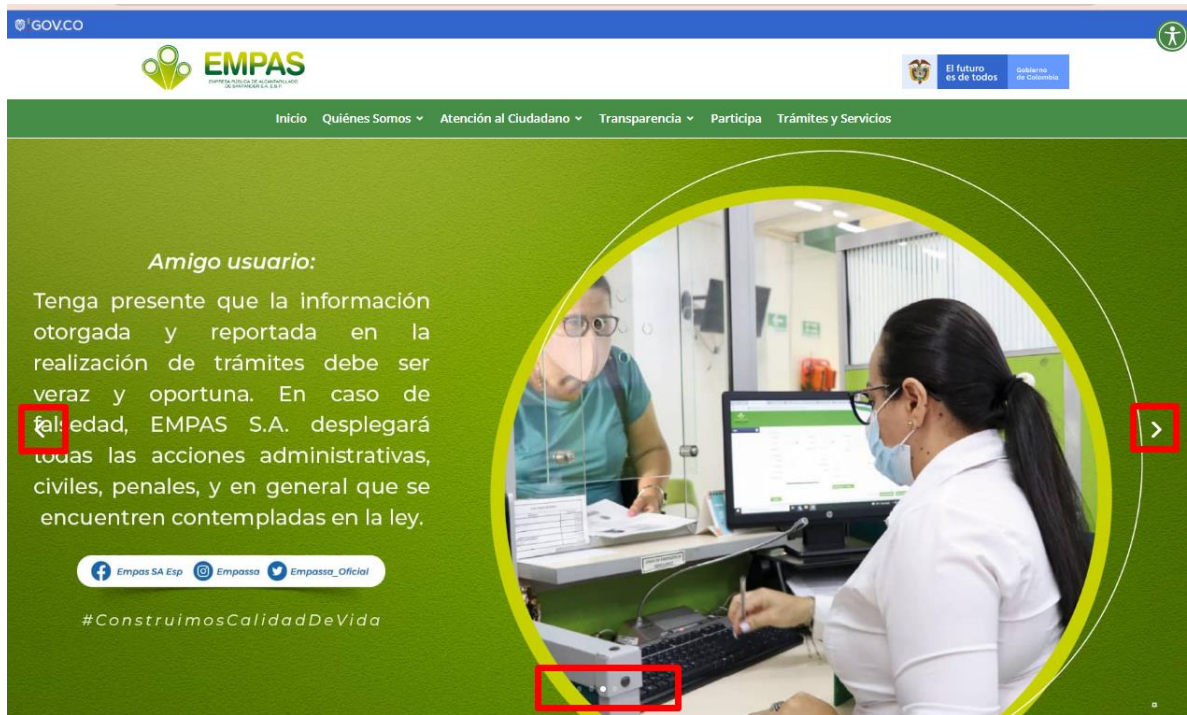 GOV.CO
EMPAS
EMPRESA PÚBLICA DE ALCANTARILLADO
DE SANTANDER S.A. E.S.P.
El futuro
es de todos
Gobierno
de Colombia
Inicio Quiénes Somos Atención al Ciudadano Transparencia Participa Trámites y Servicios
Amigo usuario:
Tenga presente que la información
otorgada y reportada en la
realización de trámites debe ser
veraz y oportuna. En caso de
falsedad, EMPAS S.A. desplegará
todas las acciones administrativas,
civiles, penales, y en general que se
encuentren contempladas en la ley.
Empas SA Esp Empassa Empassa_Oficial
#ConstruimosCalidadDeVida